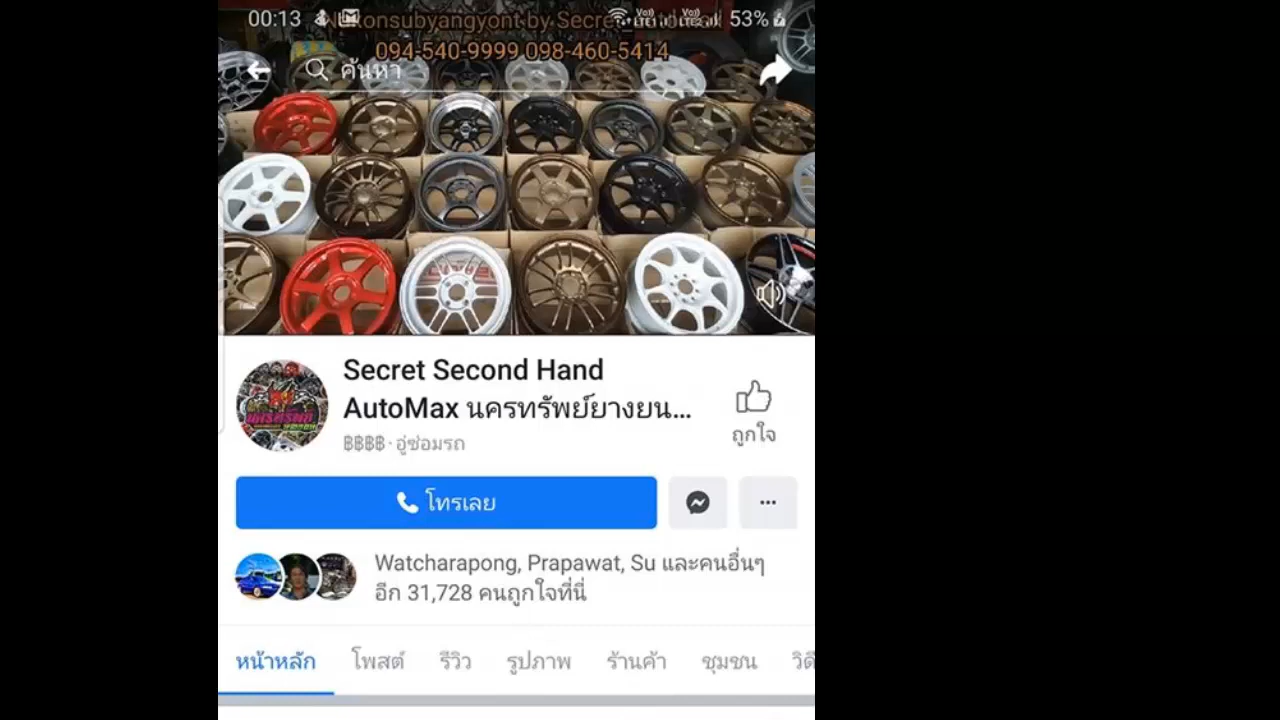 00:13
53%
Nakonsubyangyont by Secret
094-540-9999 098-460-5414
ค้นหา
Secret Second Hand
AutoMax นครทรัพย์ยางยน...
฿฿฿฿ · อู่ซ่อมรถ
ถูกใจ
โทรเลย
Watcharapong, Prapawat, Su และคนอื่นๆ
อีก 31,728 คนถูกใจที่นี่
หน้าหลัก โพสต์ รีวิว รูปภาพ ร้านค้า ชุมชน วิดี